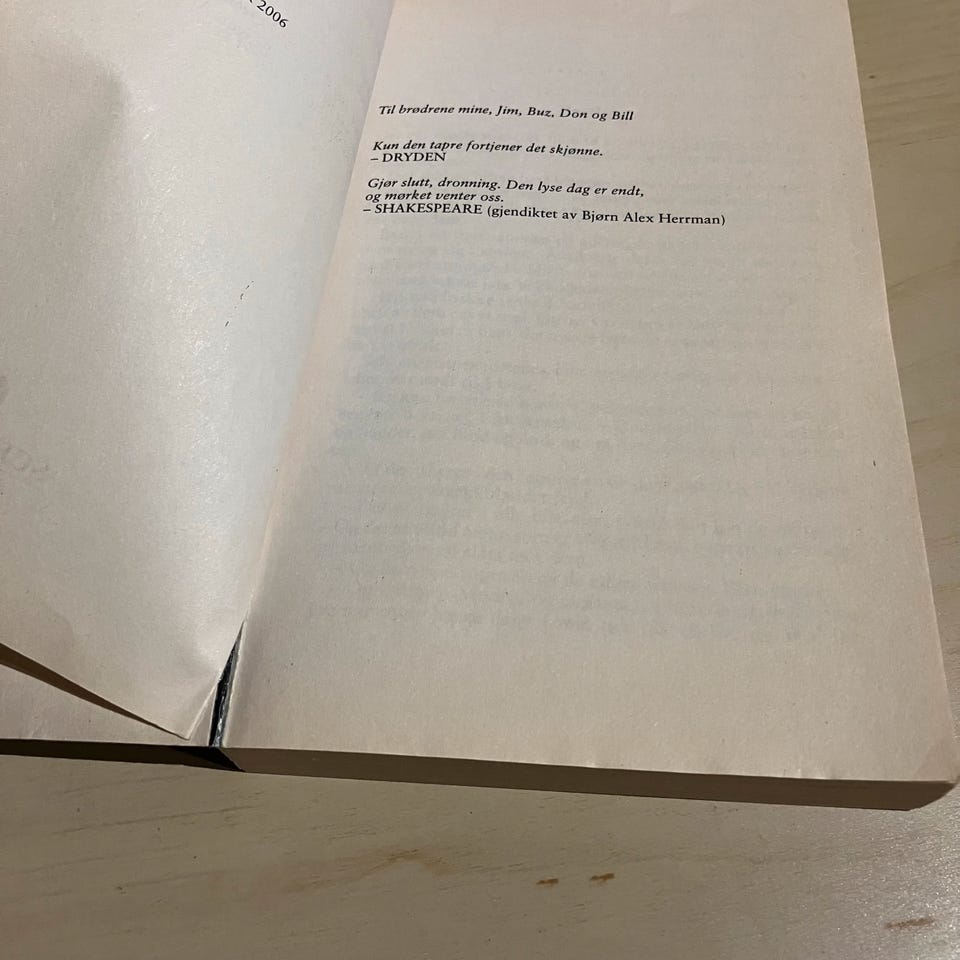 2006
Til brødrene mine, Jim, Buz, Don og Bill
Kun den tapre fortjener det skjønne.
– DRYDEN
Gjør slutt, dronning. Den lyse dag er endt,
og mørket venter oss.
– SHAKESPEARE (gjendiktet av Bjørn Alex Herrman)